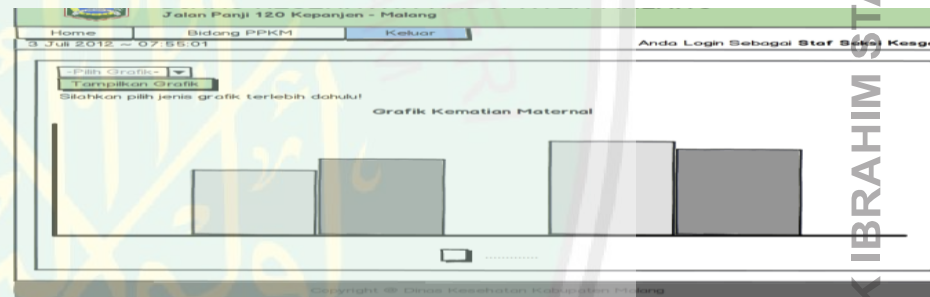 Jalan Panji 120 Kepanjen - Malang
Home Bidang PPKM Keluar
3 Juli 2012 ~ 07:55:01
Anda Login Sebagai Staf Seksi Kesga
-Pilih Grafik-
Tampilkan Grafik
Silahkan pilih jenis grafik terlebih dahulu!
Grafik Kematian Maternal
.............
Copyright @ Dinas Kesehatan Kabupaten Malang
K IBRAHIM STA